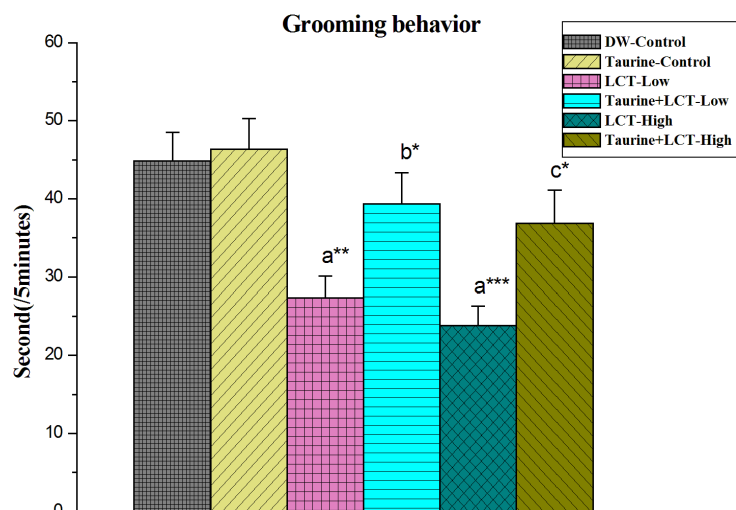 Grooming behavior
60
50
40
30
20
10
0
Second(/5minutes)
DW-Control
Taurine-Control
LCT-Low
Taurine+LCT-Low
LCT-High
Taurine+LCT-High
a**
b*
a***
c*